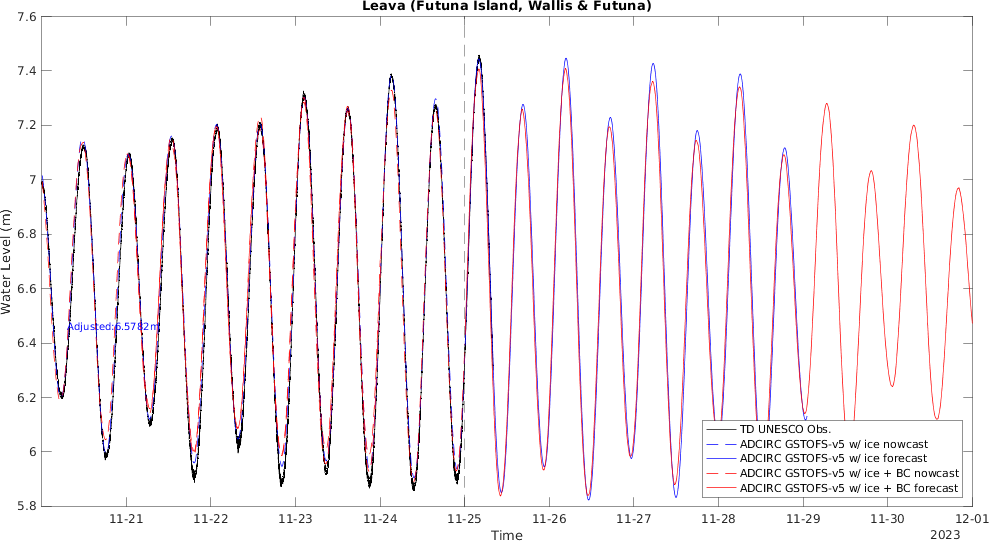 Leava (Futuna Island, Wallis & Futuna)
7.6
7.4
7.2
7
6.8
6.6
6.4
6.2
6
5.8
Water Level (m)
Adjusted:6.5782m
TD UNESCO Obs.
ADCIRC GSTOFS-v5 w/ ice nowcast
ADCIRC GSTOFS-v5 w/ ice forecast
ADCIRC GSTOFS-v5 w/ ice + BC nowcast
ADCIRC GSTOFS-v5 w/ ice + BC forecast
11-21 11-22 11-23 11-24 11-25 11-26 11-27 11-28 11-29 11-30 12-01
Time
2023